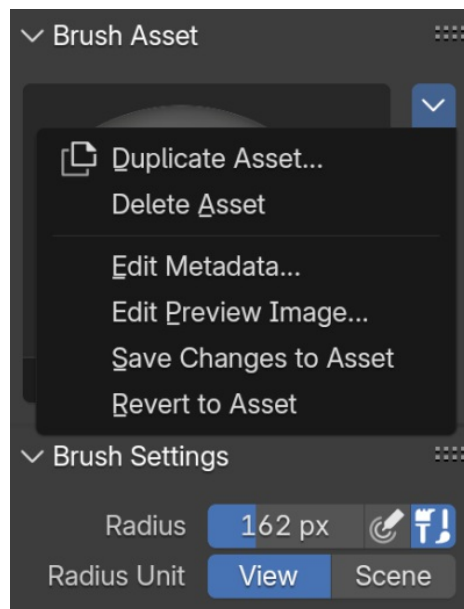 Brush Asset
Duplicate Asset...
Delete Asset
Edit Metadata...
Edit Preview Image...
Save Changes to Asset
Revert to Asset
Brush Settings
Radius 162 px
Radius Unit View Scene